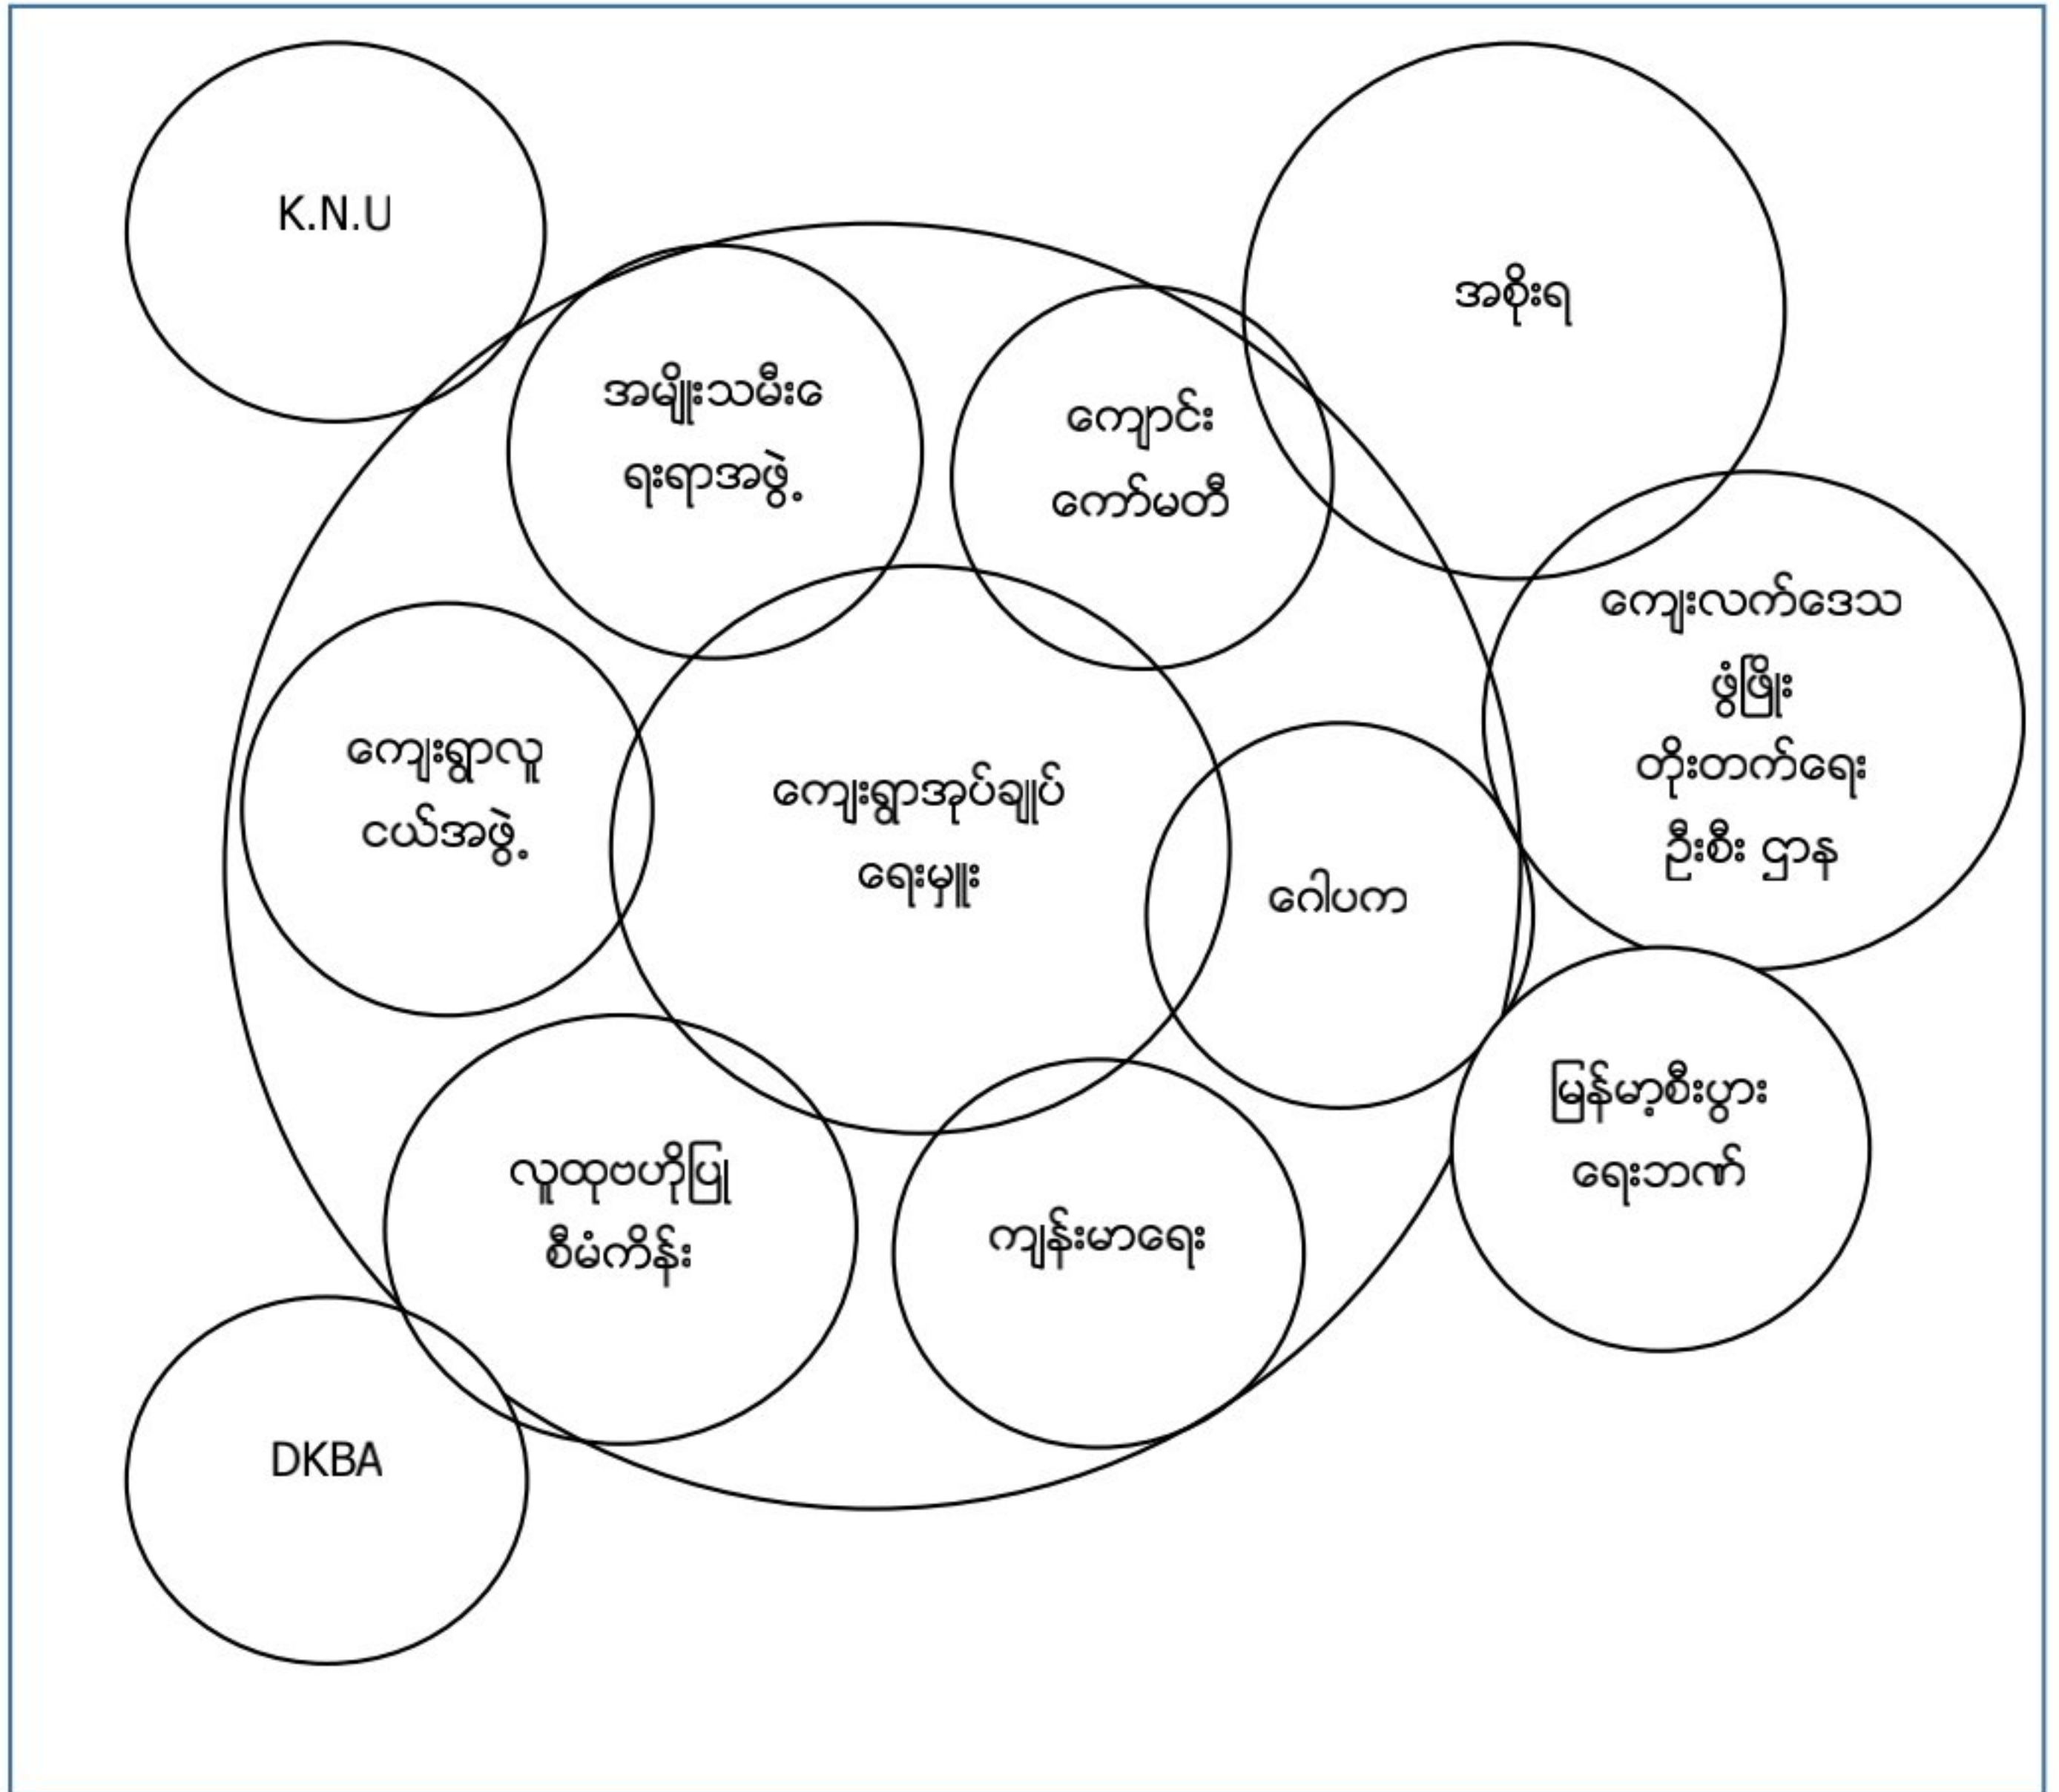 K.N.U
အစိုးရ
အမျိုးသမီးေ
ရးရာအဖွဲ့
ကျောင်း
ကော်မတီ
ကျေးလက်ဒေသ
ဖွံဖြိုး
တိုးတက်ရေး
ဦးစီး ဌာန
ကျေးရွာလူ
ငယ်အဖွဲ့
ကျေးရွာအုပ်ချုပ်
ရေးမှူး
ဂေါပက
မြန်မာ့စီးပွား
ရေးဘဏ်
လူထုဗဟိုပြု
စီမံကိန်း
ကျန်းမာရေး
DKBA